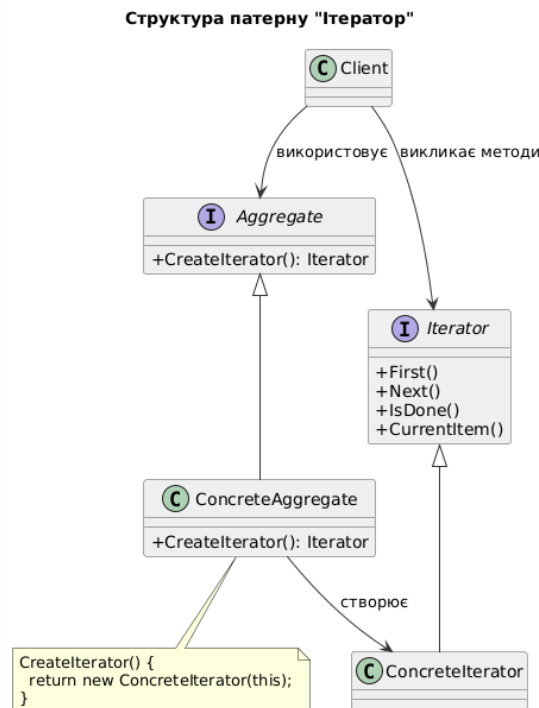 Структура патерну "Ітератор"
C Client
використовує
викликає методи
I Aggregate
+CreateIterator(): Iterator
I Iterator
+First()
+Next()
+IsDone()
+CurrentItem()
C ConcreteAggregate
+CreateIterator(): Iterator
створює
CreateIterator() {
return new ConcreteIterator(this);
}
C ConcreteIterator